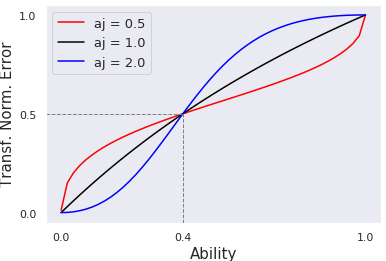 Transf. Norm. Error
1.0
0.5
0.0
aj = 0.5
aj = 1.0
aj = 2.0
0.0
0.4
1.0
Ability